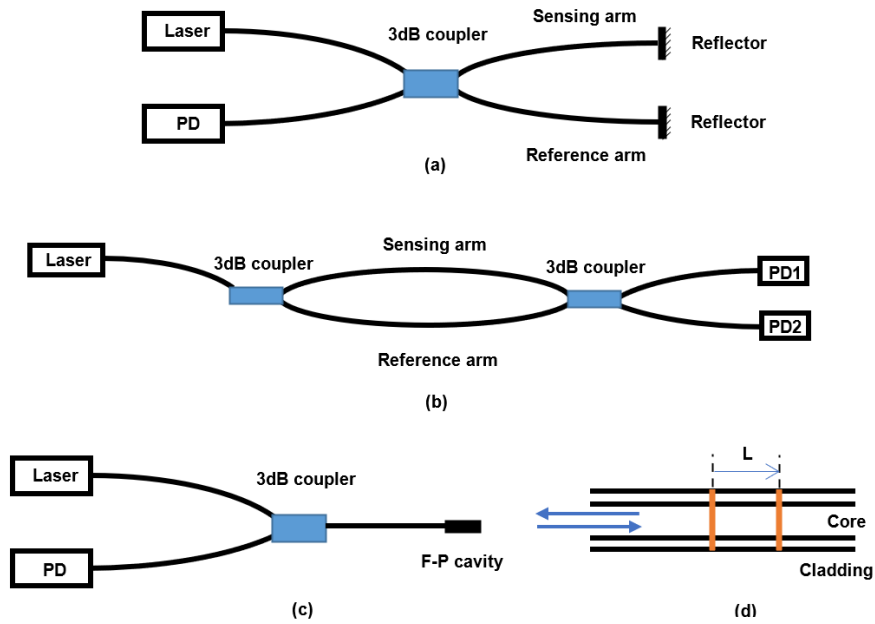 Sensing arm
Laser
3dB coupler
Reflector
PD
Reflector
Reference arm
(a)
Sensing arm
Laser
3dB coupler
3dB coupler
PD1
PD2
Reference arm
(b)
L
Laser
3dB coupler
Core
PD
F-P cavity
Cladding
(c)
(d)